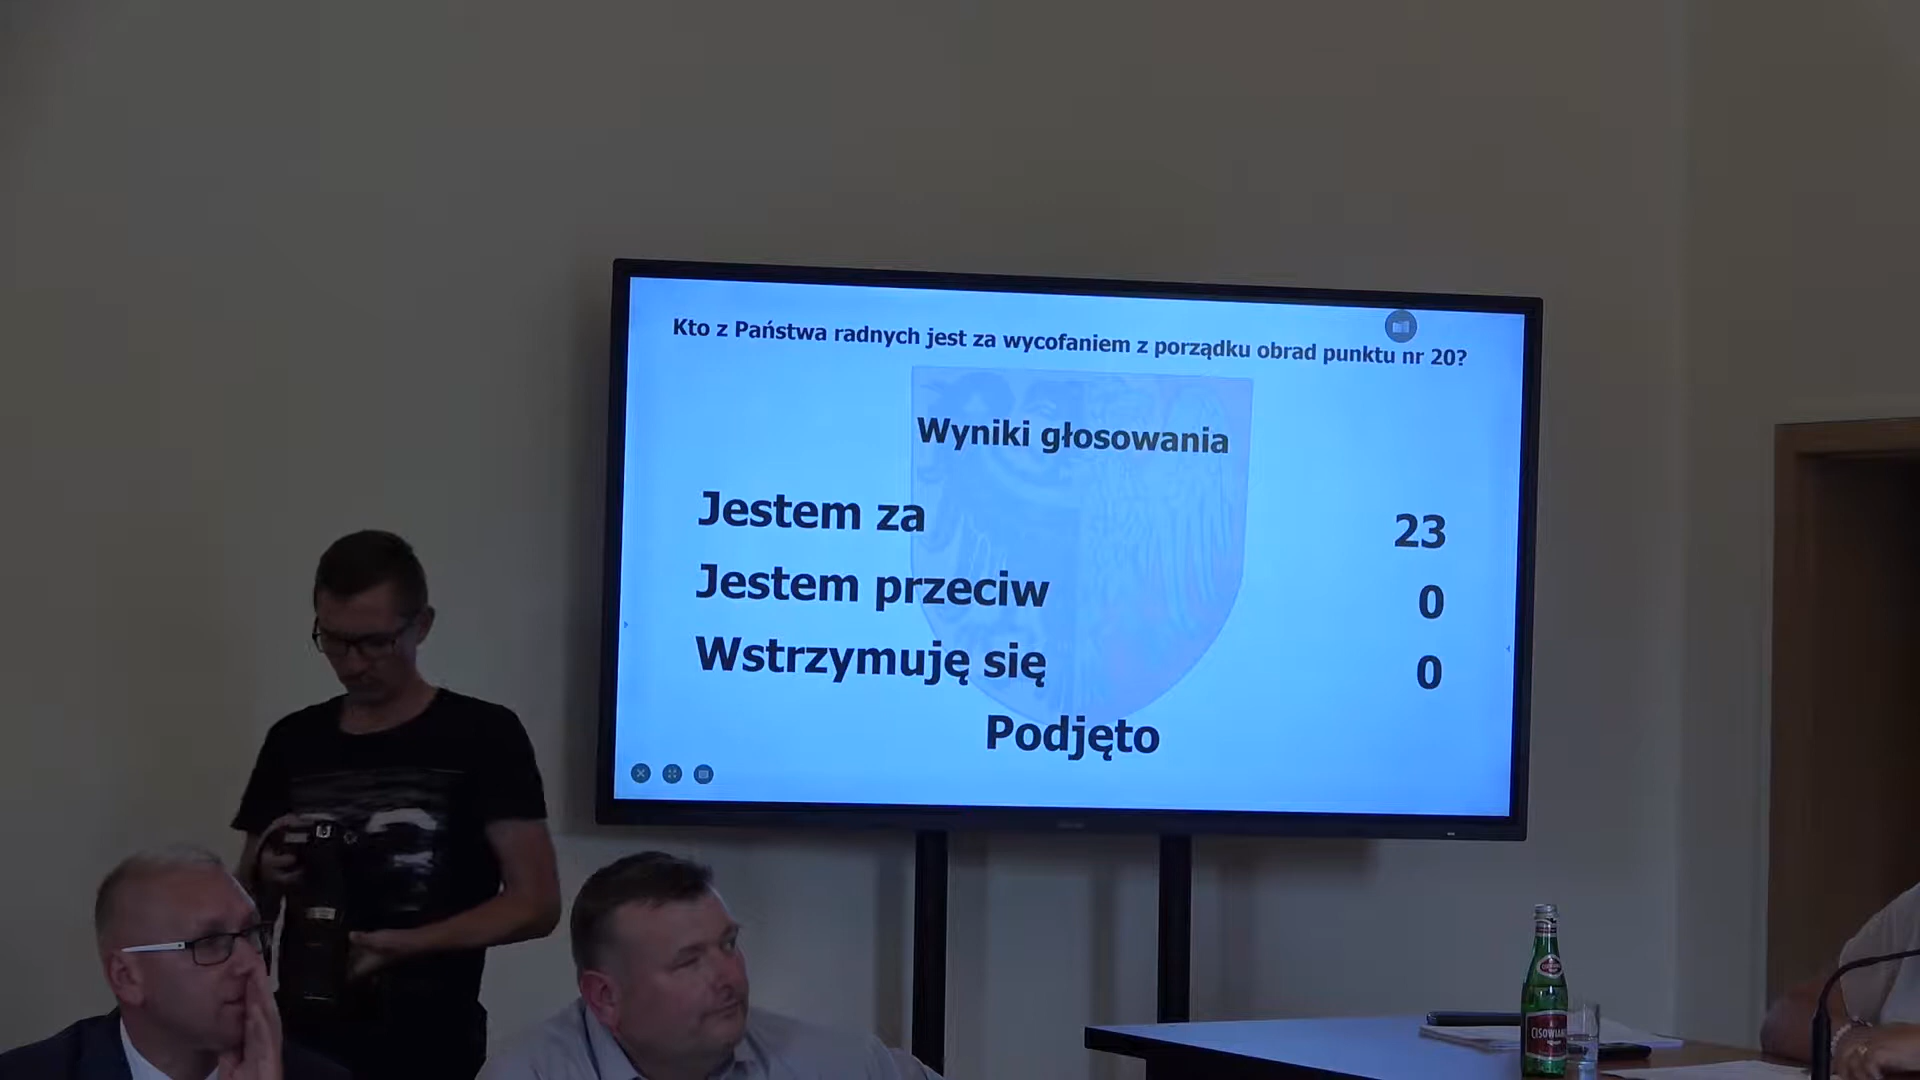 Kto z Państwa radnych jest za wycofaniem z porządku obrad punktu nr 20?
Wyniki głosowania
Jestem za 23
Jestem przeciw 0
Wstrzymuję się 0
Podjęto